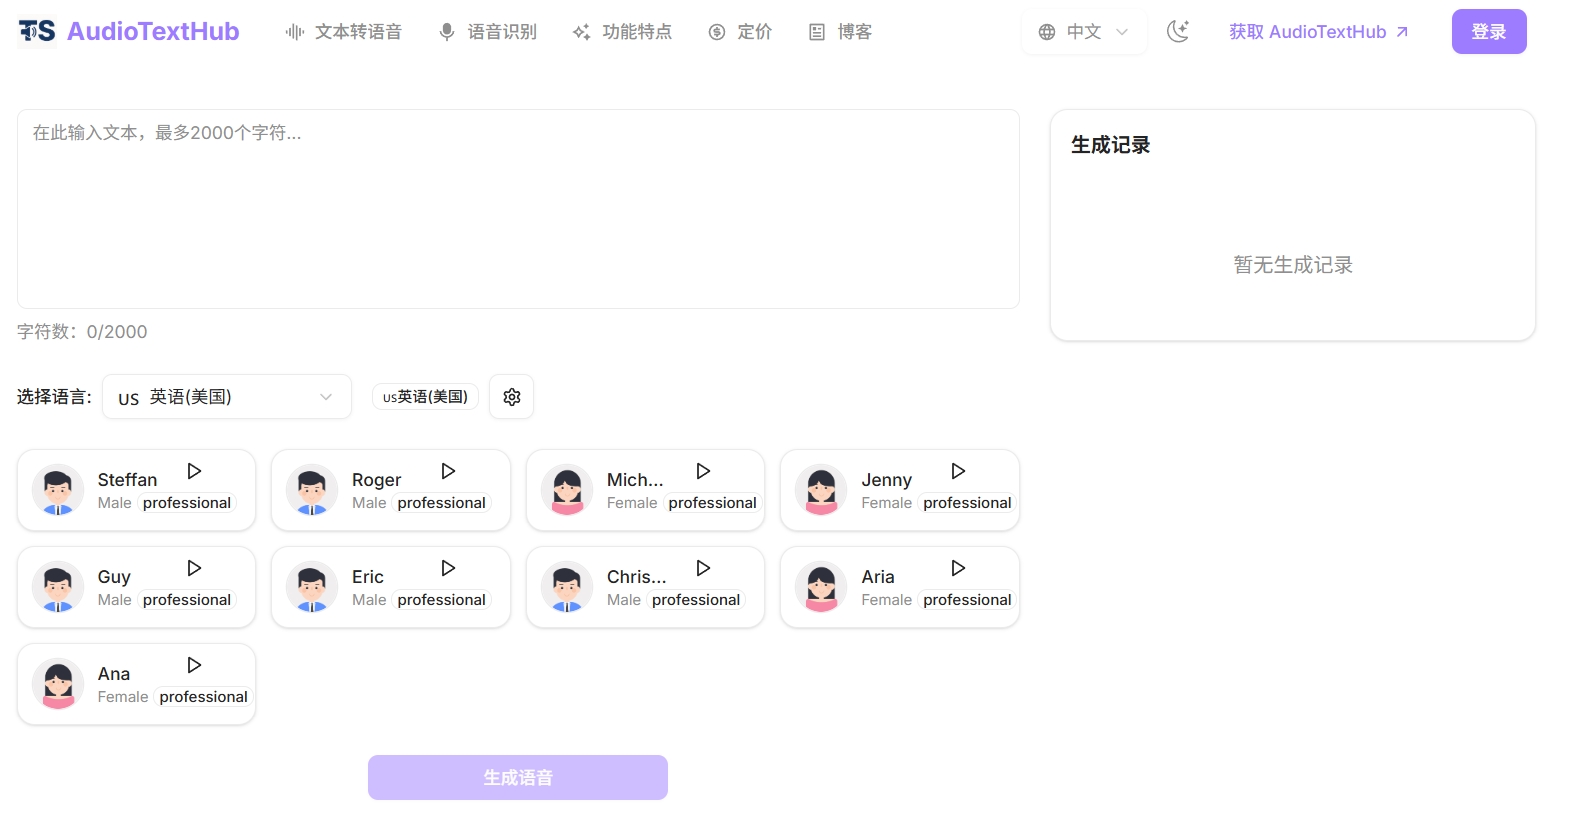 TS AudioTextHub 文本转语音 语音识别 功能特点 定价 博客 中文 获取 AudioTextHub 登录
在此输入文本，最多2000个字符...
生成记录
暂无生成记录
字符数：0/2000
选择语言: US 英语(美国) US英语(美国)
Steffan
Male professional
Roger
Male professional
Mich...
Female professional
Jenny
Female professional
Guy
Male professional
Eric
Male professional
Chris...
Male professional
Aria
Female professional
Ana
Female professional
生成语音